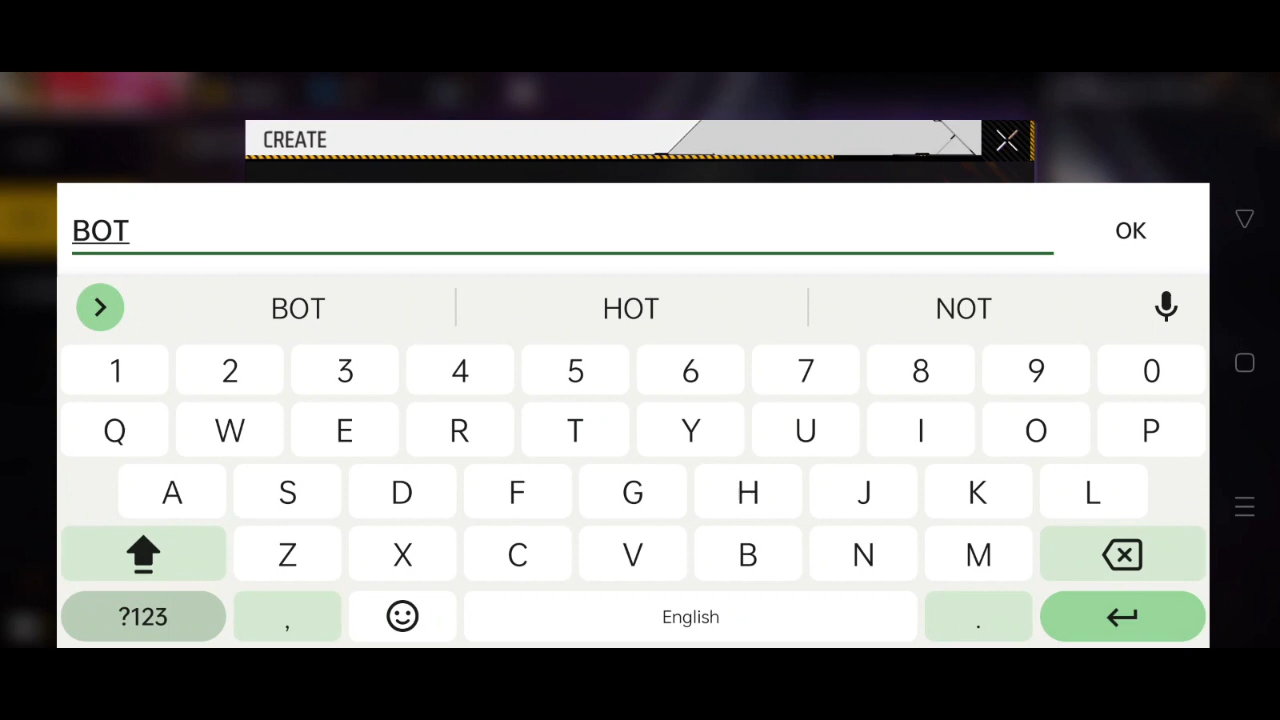 CREATE
BOT
OK
BOT HOT NOT
1 2 3 4 5 6 7 8 9 0
Q W E R T Y U I O P
A S D F G H J K L
Z X C V B N M
?123 , English .